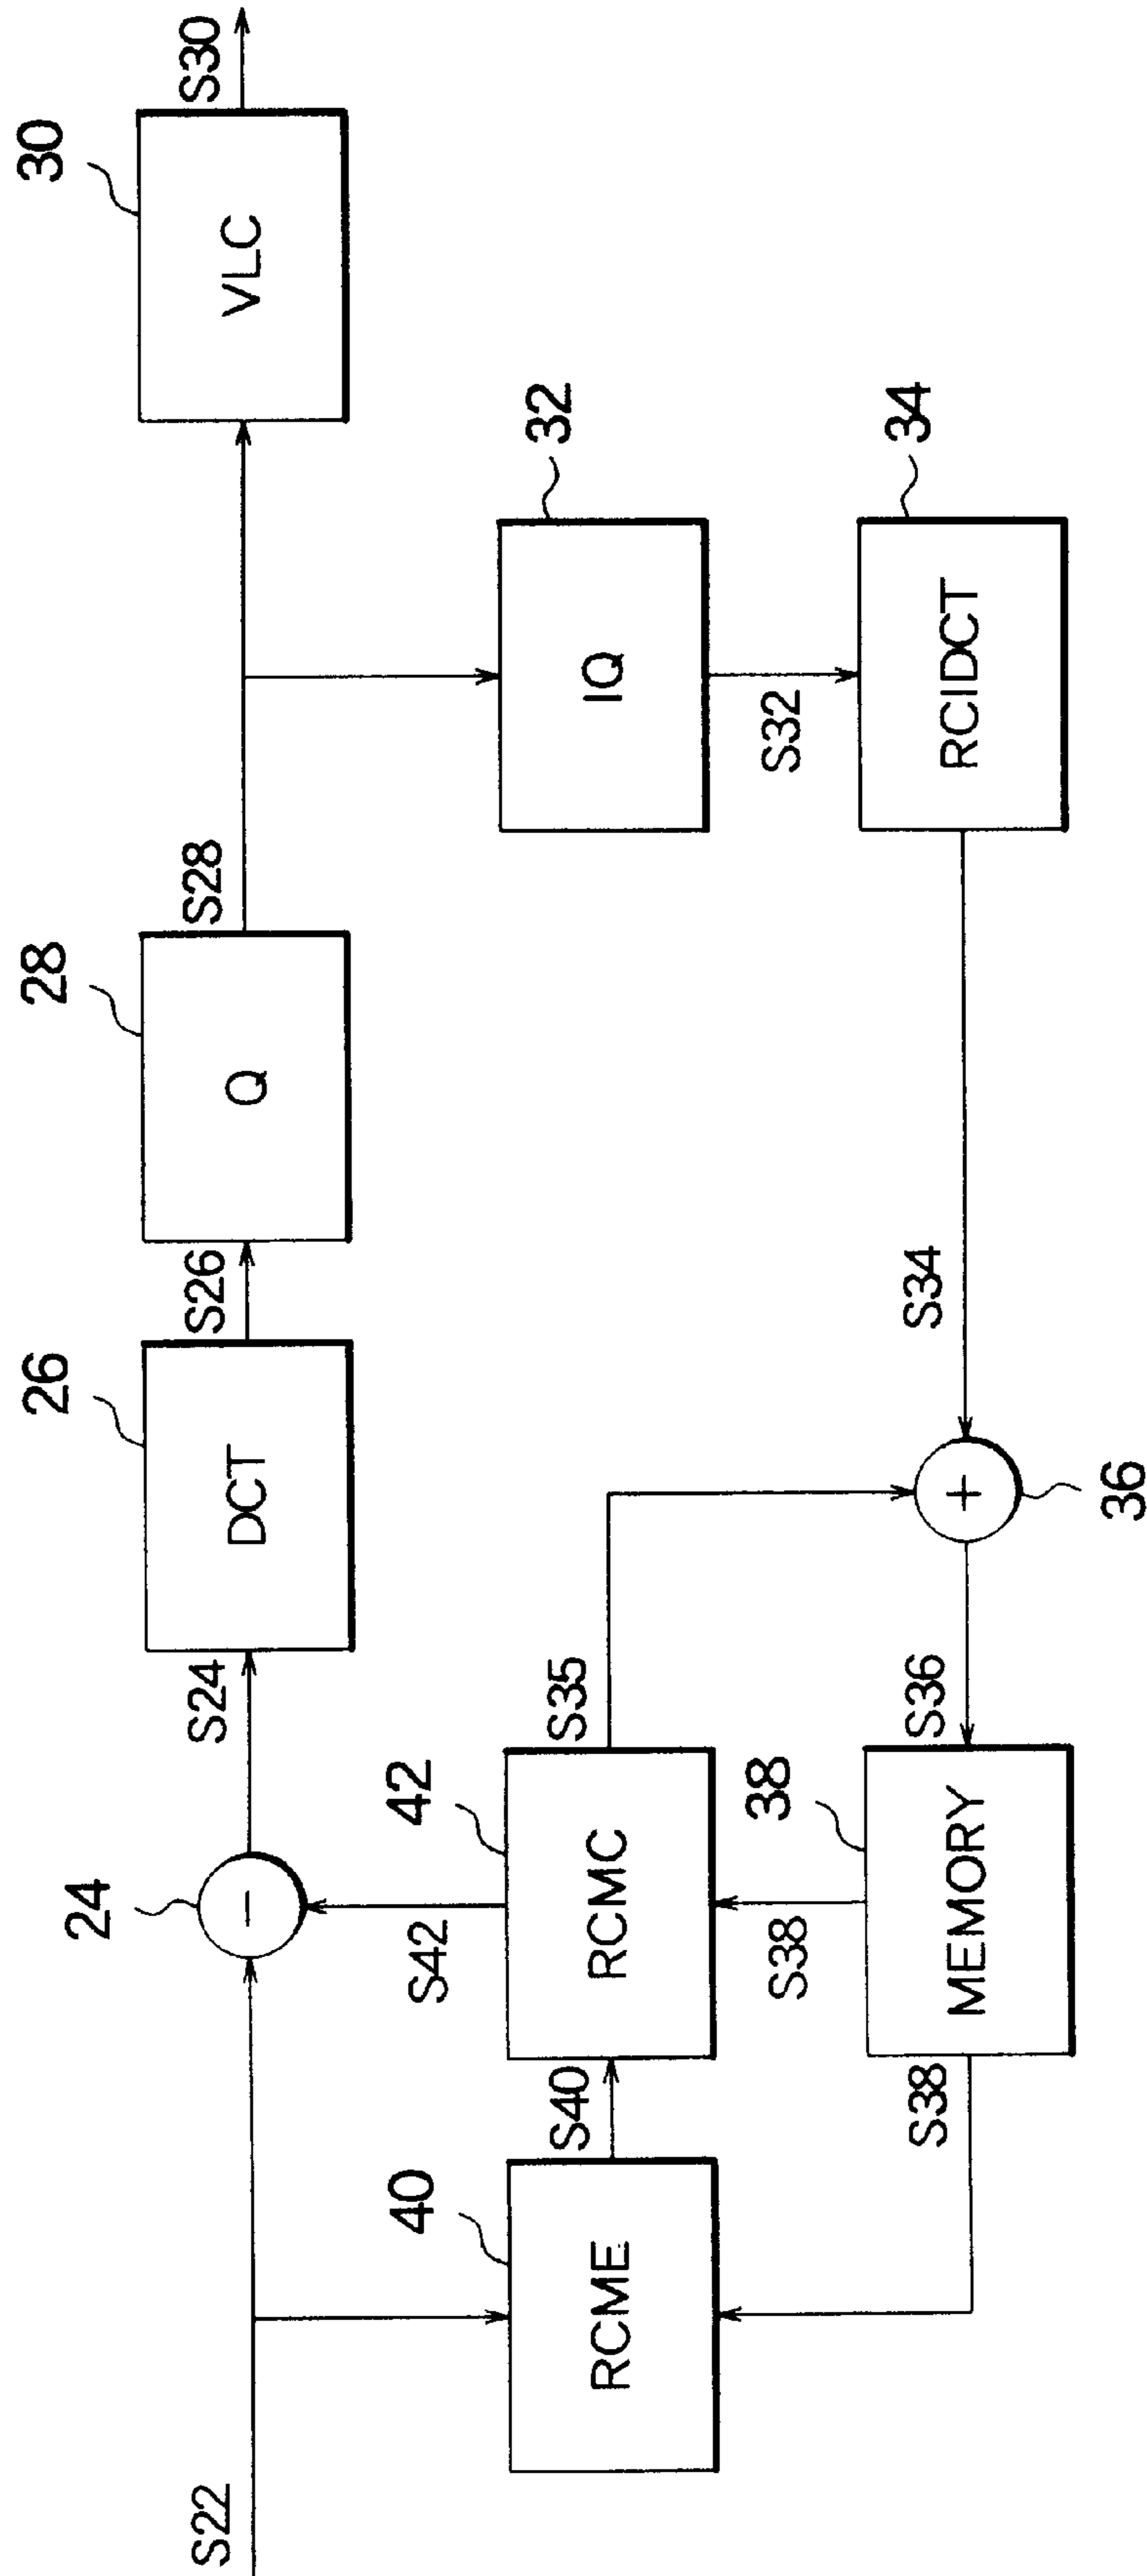 S22
24
S24
26
DCT
S26
28
Q
S28
30
VLC
S30
40
RCME
S40
42
RCMC
S42
S35
32
IQ
S32
38
MEMORY
S38
S38
S36
36
S34
34
RCIDCT
−
+